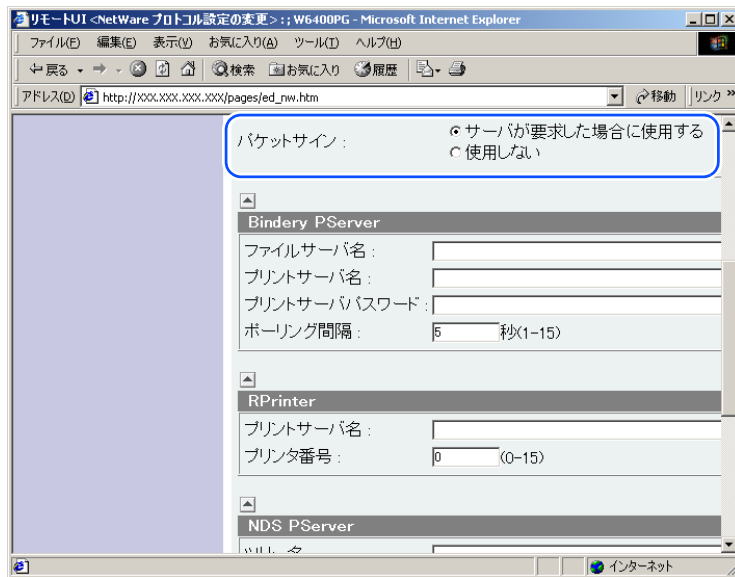 リモートUI <NetWare プロトコル設定の変更> : ; W6400PG - Microsoft Internet Explorer
ファイル(F) 編集(E) 表示(V) お気に入り(A) ツール(T) ヘルプ(H)
戻る 検索 お気に入り 履歴
アドレス(D) http://XXX.XXX.XXX.XXX/pages/ed_nw.htm 移動 リンク »
パケットサイン : サーバが要求した場合に使用する
使用しない
Bindery PServer
ファイルサーバ名 :
プリントサーバ名 :
プリントサーバパスワード :
ポーリング間隔 : 5 秒(1-15)
RPrinter
プリントサーバ名 :
プリンタ番号 : 0 (0-15)
NDS PServer
インターネット